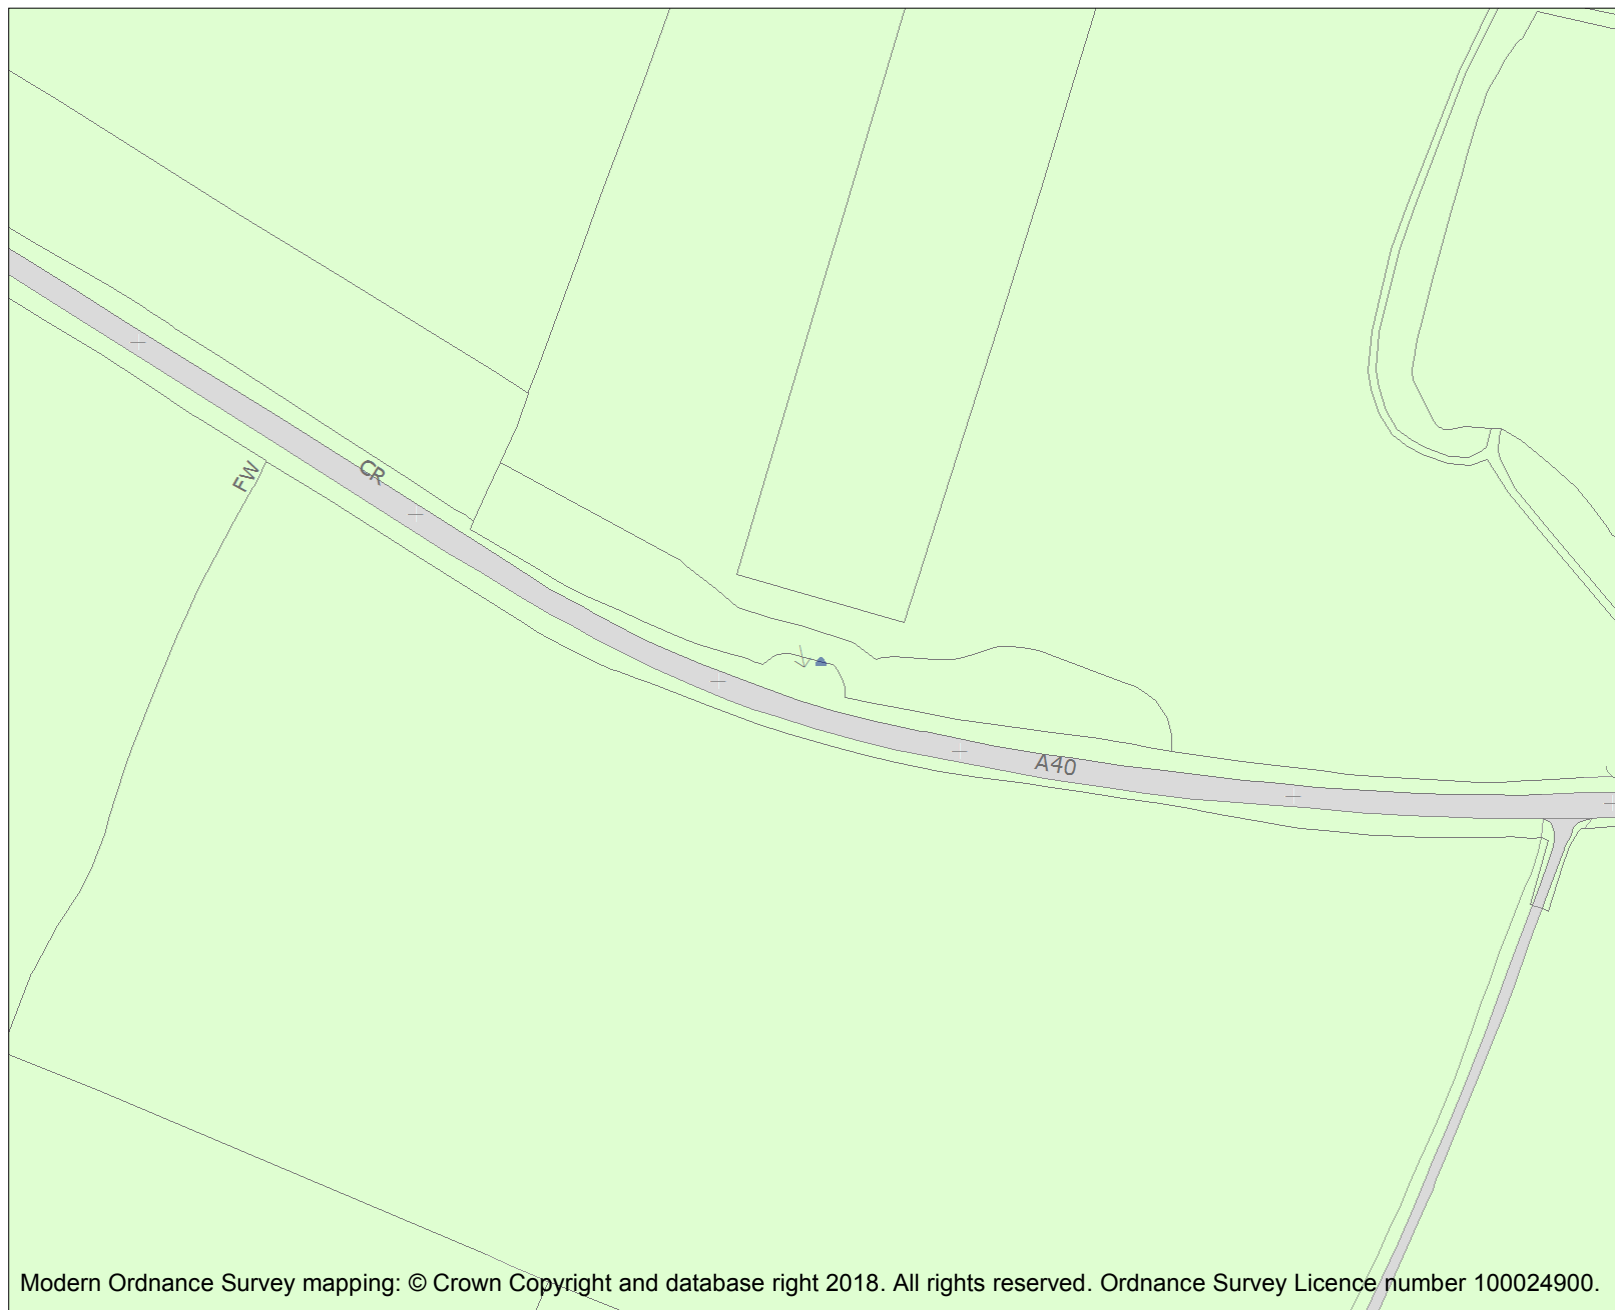 FW
CR
A40
Modern Ordnance Survey mapping: © Crown Copyright and database right 2018. All rights reserved. Ordnance Survey Licence number 100024900.